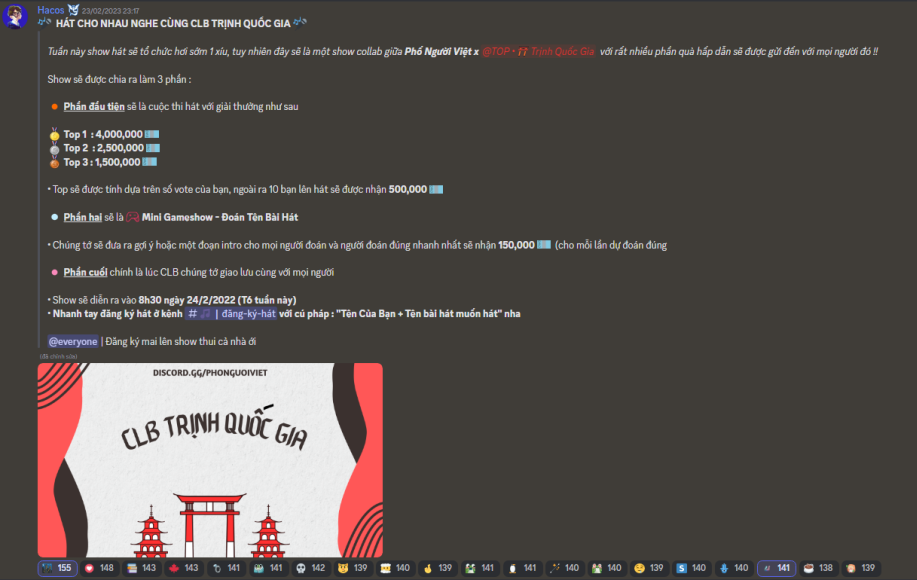 Hacos 23/02/2023 23:17
HÁT CHO NHAU NGHE CÙNG CLB TRỊNH QUỐC GIA
Tuần này show hát sẽ tổ chức hơi sớm 1 xíu, tuy nhiên đây sẽ là một show collab giữa Phố Người Việt x @TOP • Trịnh Quốc Gia với rất nhiều phần quà hấp dẫn sẽ được gửi đến với mọi người đó !!
Show sẽ được chia ra làm 3 phần :
Phần đầu tiên sẽ là cuộc thi hát với giải thưởng như sau
Top 1 : 4,000,000
Top 2 : 2,500,000
Top 3 : 1,500,000
• Top sẽ được tính dựa trên số vote của bạn, ngoài ra 10 bạn lên hát sẽ được nhận 500,000
Phần hai sẽ là Mini Gameshow - Đoán Tên Bài Hát
• Chúng tớ sẽ đưa ra gợi ý hoặc một đoạn intro cho mọi người đoán và người đoán đúng nhanh nhất sẽ nhận 150,000 (cho mỗi lần dự đoán đúng
Phần cuối chính là lúc CLB chúng tớ giao lưu cùng với mọi người
• Show sẽ diễn ra vào 8h30 ngày 24/2/2022 (T6 tuần này)
• Nhanh tay đăng ký hát ở kênh # | đăng-ký-hát với cú pháp : "Tên Của Bạn + Tên bài hát muốn hát" nha
@everyone | Đăng ký mai lên show thui cả nhà ới
(đã chỉnh sửa)
DISCORD.GG/PHONGUOIVIET
CLB TRỊNH QUỐC GIA
155 148 143 143 141 141 142 139 140 139 141 141 140 140 139 S 140 140 141 138 139